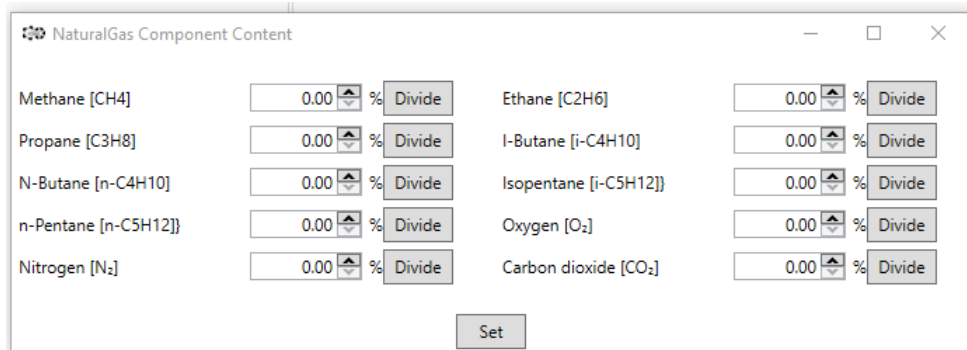 NaturalGas Component Content
Methane [CH4] 0.00 % Divide Ethane [C2H6] 0.00 % Divide
Propane [C3H8] 0.00 % Divide I-Butane [i-C4H10] 0.00 % Divide
N-Butane [n-C4H10] 0.00 % Divide Isopentane [i-C5H12]} 0.00 % Divide
n-Pentane [n-C5H12]} 0.00 % Divide Oxygen [O₂] 0.00 % Divide
Nitrogen [N₂] 0.00 % Divide Carbon dioxide [CO₂] 0.00 % Divide
Set